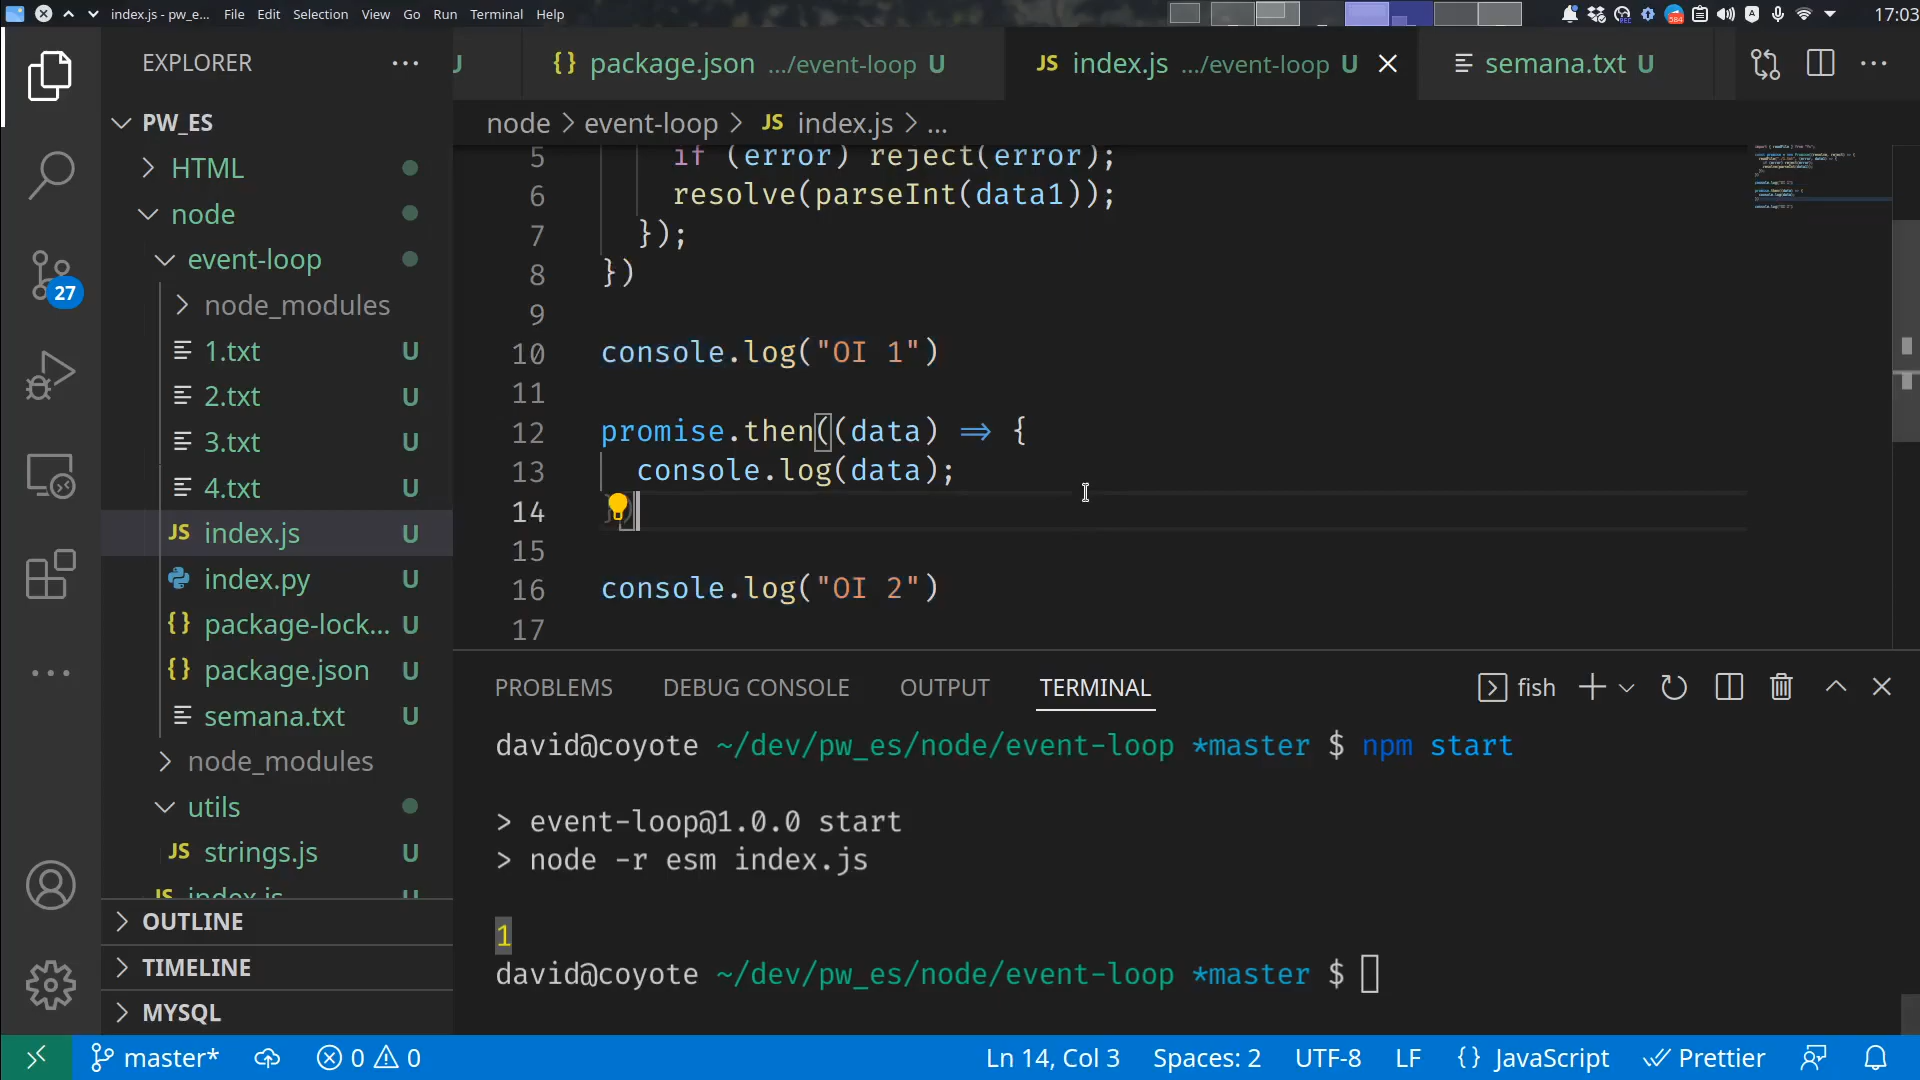 index.js - pw_e... File Edit Selection View Go Run Terminal Help 17:03
EXPLORER
PW_ES
HTML
node
event-loop
node_modules
1.txt U
2.txt U
3.txt U
4.txt U
index.js U
index.py U
package-lock... U
package.json U
semana.txt U
node_modules
utils
strings.js U
index.js U
OUTLINE
TIMELINE
MYSQL
27
U {} package.json .../event-loop U JS index.js .../event-loop U semana.txt U
node > event-loop > JS index.js > ...
5 if (error) reject(error);
6 resolve(parseInt(data1));
7 });
8 })
9
10 console.log("OI 1")
11
12 promise.then((data) => {
13 console.log(data);
14 })
15
16 console.log("OI 2")
17
PROBLEMS DEBUG CONSOLE OUTPUT TERMINAL fish
david@coyote ~/dev/pw_es/node/event-loop *master $ npm start
> event-loop@1.0.0 start
> node -r esm index.js
1
david@coyote ~/dev/pw_es/node/event-loop *master $
master* 0 0 Ln 14, Col 3 Spaces: 2 UTF-8 LF {} JavaScript Prettier